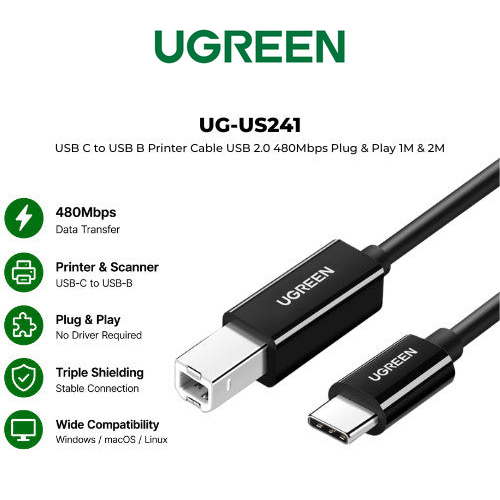 UGREEN
UG-US241
USB C to USB B Printer Cable USB 2.0 480Mbps Plug & Play 1M & 2M
480Mbps
Data Transfer
Printer & Scanner
USB-C to USB-B
Plug & Play
No Driver Required
Triple Shielding
Stable Connection
Wide Compatibility
Windows / macOS / Linux
UGREEN
UGREEN